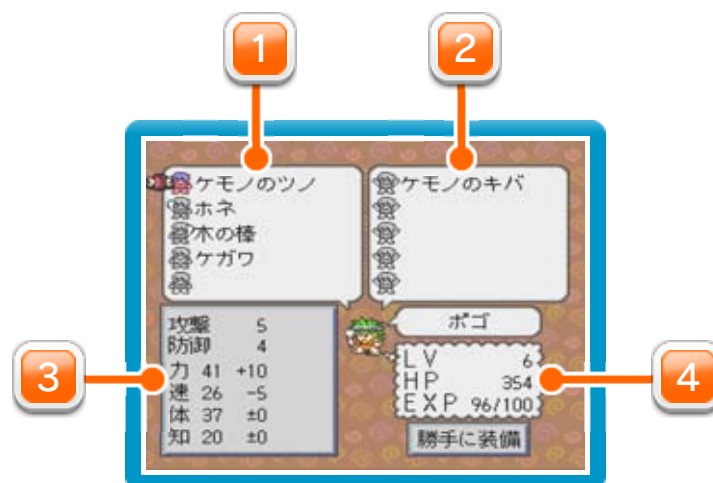 1
2
ケモノのツノ
ホネ
木の棒
ケガワ
ケモノのキバ
3
攻撃 5
防御 4
力 41 +10
速 26 -5
体 37 ±0
知 20 ±0
ポゴ
LV 6
HP 354
EXP 96/100
勝手に装備
4